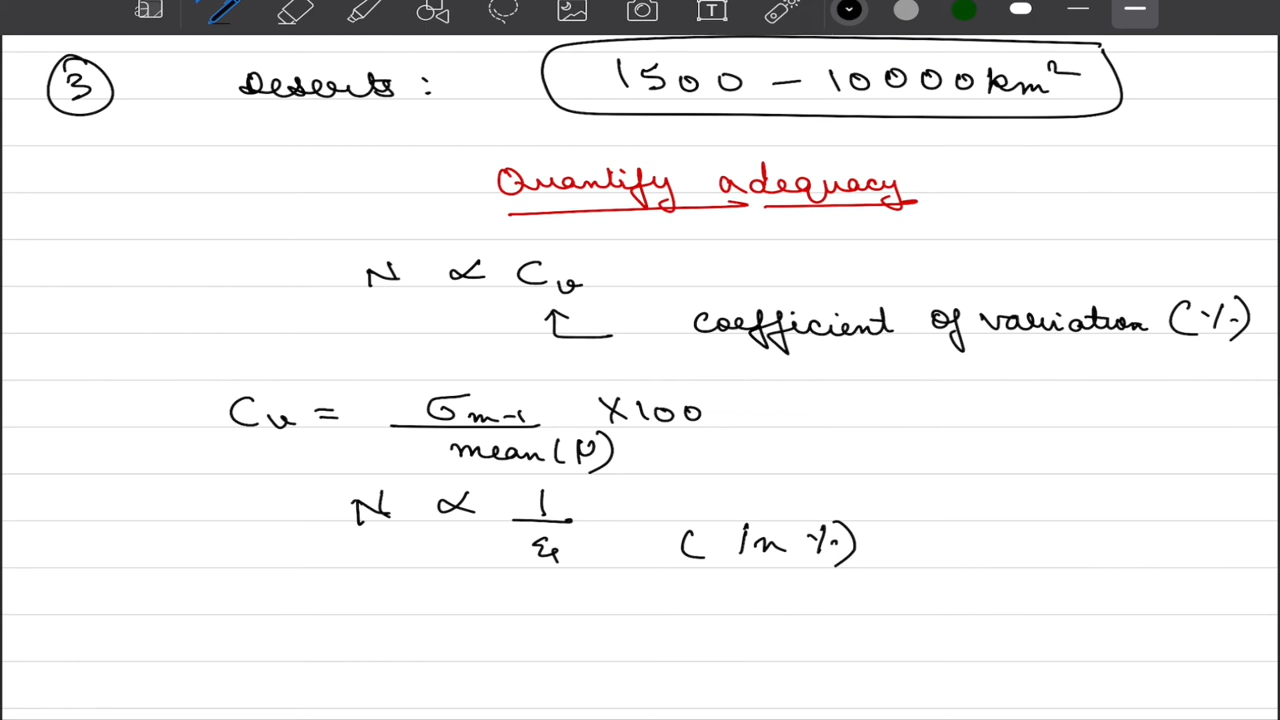 ③ Deserts : 1500 – 10000 km²
Quantify adequacy
N ∝ Cv
coefficient of variation (%)
Cv = σm-1 / mean(P) × 100
N ∝ 1 / ε
( in %)